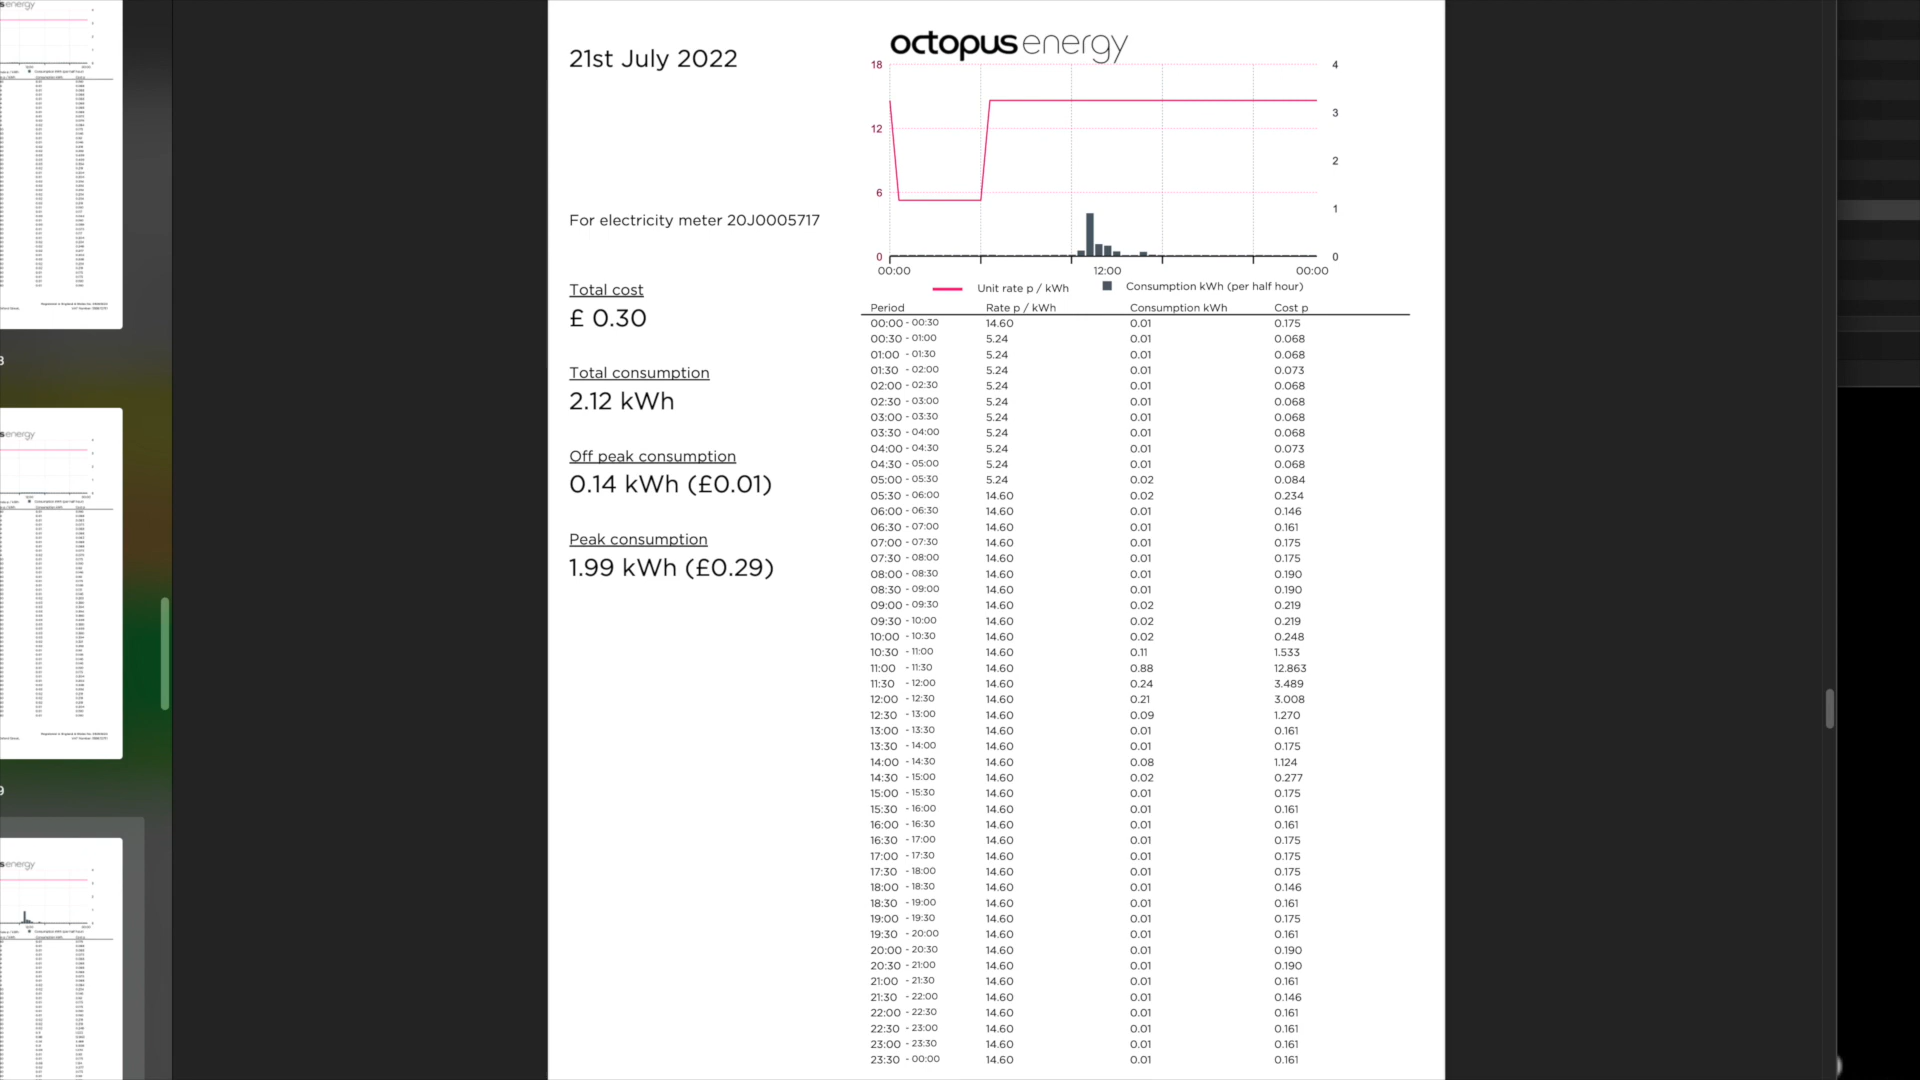 21st July 2022
For electricity meter 20J0005717
Total cost
£ 0.30
Total consumption
2.12 kWh
Off peak consumption
0.14 kWh (£0.01)
Peak consumption
1.99 kWh (£0.29)
octopusenergy
18 4
3
12
2
6
1
0 0
00:00 12:00 00:00
Unit rate p / kWh Consumption kWh (per half hour)
Period Rate p / kWh Consumption kWh Cost p
00:00 - 00:30 14.60 0.01 0.175
00:30 - 01:00 5.24 0.01 0.068
01:00 - 01:30 5.24 0.01 0.068
01:30 - 02:00 5.24 0.01 0.073
02:00 - 02:30 5.24 0.01 0.068
02:30 - 03:00 5.24 0.01 0.068
03:00 - 03:30 5.24 0.01 0.068
03:30 - 04:00 5.24 0.01 0.068
04:00 - 04:30 5.24 0.01 0.073
04:30 - 05:00 5.24 0.01 0.068
05:00 - 05:30 5.24 0.02 0.084
05:30 - 06:00 14.60 0.02 0.234
06:00 - 06:30 14.60 0.01 0.146
06:30 - 07:00 14.60 0.01 0.161
07:00 - 07:30 14.60 0.01 0.175
07:30 - 08:00 14.60 0.01 0.175
08:00 - 08:30 14.60 0.01 0.190
08:30 - 09:00 14.60 0.01 0.190
09:00 - 09:30 14.60 0.02 0.219
09:30 - 10:00 14.60 0.02 0.219
10:00 - 10:30 14.60 0.02 0.248
10:30 - 11:00 14.60 0.11 1.533
11:00 - 11:30 14.60 0.88 12.863
11:30 - 12:00 14.60 0.24 3.489
12:00 - 12:30 14.60 0.21 3.008
12:30 - 13:00 14.60 0.09 1.270
13:00 - 13:30 14.60 0.01 0.161
13:30 - 14:00 14.60 0.01 0.175
14:00 - 14:30 14.60 0.08 1.124
14:30 - 15:00 14.60 0.02 0.277
15:00 - 15:30 14.60 0.01 0.175
15:30 - 16:00 14.60 0.01 0.161
16:00 - 16:30 14.60 0.01 0.161
16:30 - 17:00 14.60 0.01 0.175
17:00 - 17:30 14.60 0.01 0.175
17:30 - 18:00 14.60 0.01 0.175
18:00 - 18:30 14.60 0.01 0.146
18:30 - 19:00 14.60 0.01 0.161
19:00 - 19:30 14.60 0.01 0.175
19:30 - 20:00 14.60 0.01 0.161
20:00 - 20:30 14.60 0.01 0.190
20:30 - 21:00 14.60 0.01 0.190
21:00 - 21:30 14.60 0.01 0.161
21:30 - 22:00 14.60 0.01 0.146
22:00 - 22:30 14.60 0.01 0.161
22:30 - 23:00 14.60 0.01 0.161
23:00 - 23:30 14.60 0.01 0.161
23:30 - 00:00 14.60 0.01 0.161